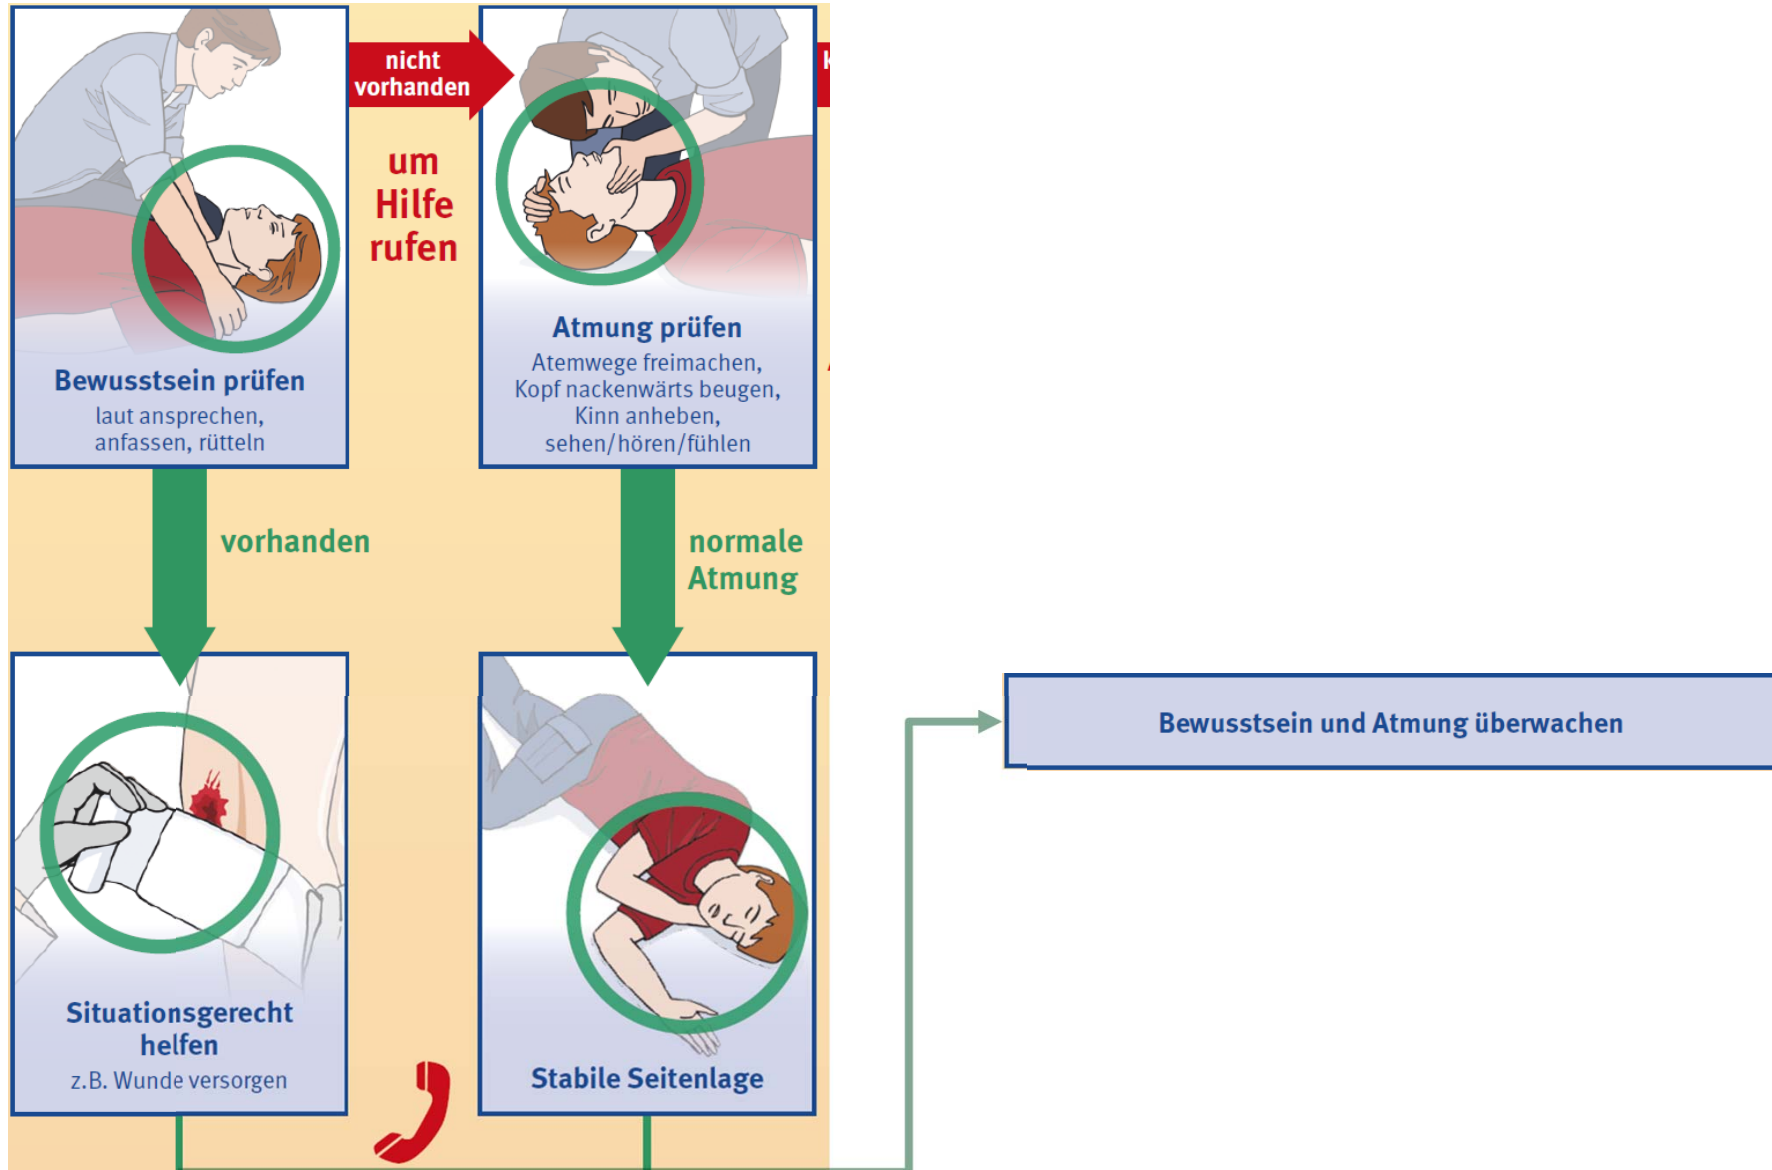 nicht
vorhanden
um
Hilfe
rufen
Bewusstsein prüfen
laut ansprechen,
anfassen, rütteln
Atmung prüfen
Atemwege freimachen,
Kopf nackenwärts beugen,
Kinn anheben,
sehen/hören/fühlen
vorhanden
normale
Atmung
Situationsgerecht
helfen
z.B. Wunde versorgen
Stabile Seitenlage
Bewusstsein und Atmung überwachen